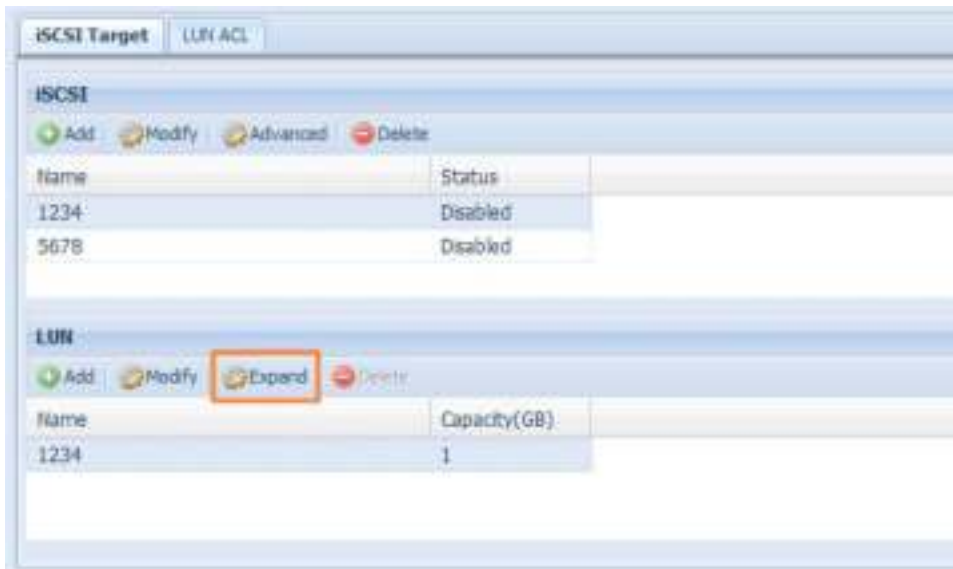 iSCSI Target LUN ACL
iSCSI
Add Modify Advanced Delete
Name Status
1234 Disabled
5678 Disabled
LUN
Add Modify Expand Delete
Name Capacity(GB)
1234 1